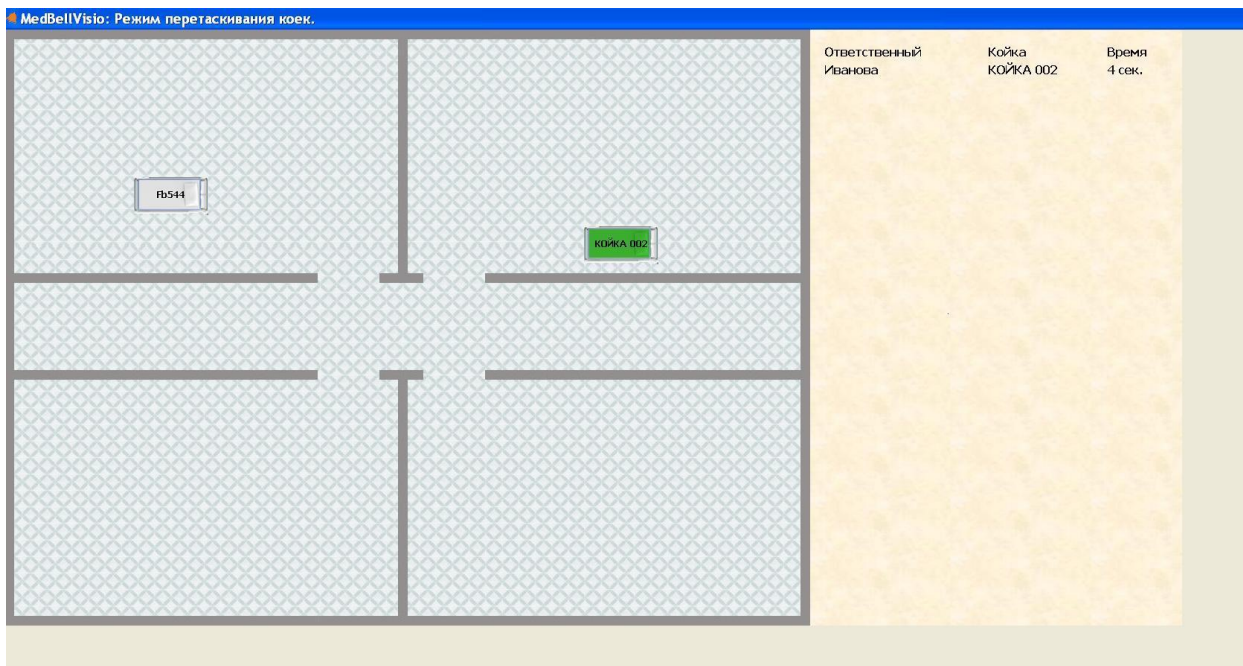 MedBellVisio: Режим перетаскивания коек.
Ответственный Койка Время
Иванова КОЙКА 002 4 сек.
Fb544
КОЙКА 002